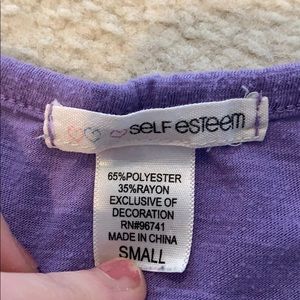 self esteem
65%POLYESTER
35%RAYON
EXCLUSIVE OF
DECORATION
RN#96741
MADE IN CHINA
SMALL